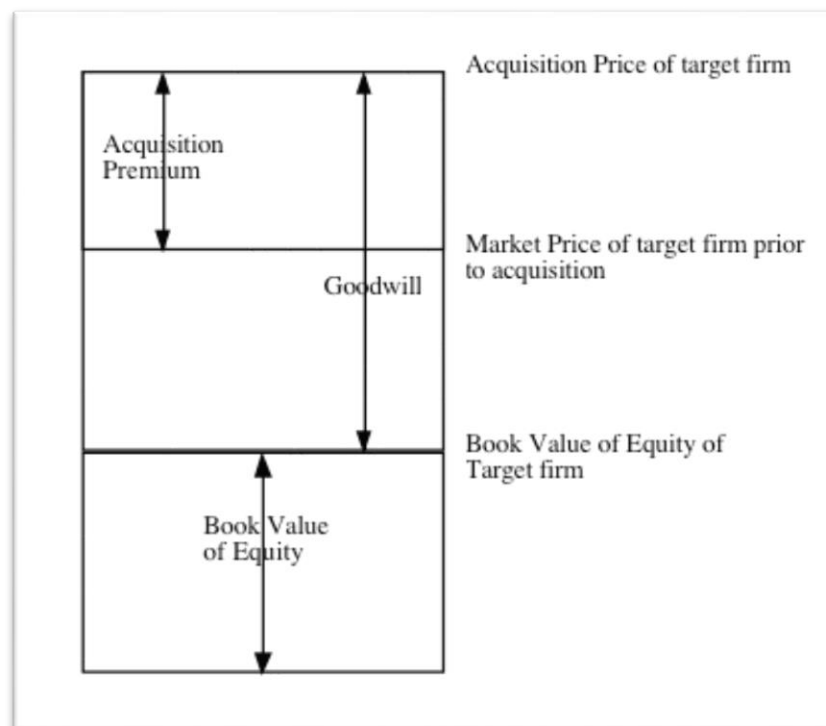 Acquisition Price of target firm
Acquisition
Premium
Market Price of target firm prior
to acquisition
Goodwill
Book Value of Equity of
Target firm
Book Value
of Equity